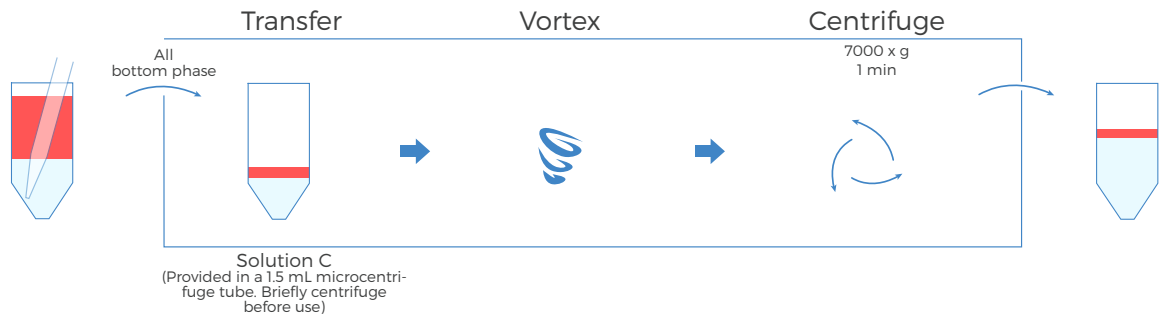 Transfer
Vortex
Centrifuge
All
bottom phase
7000 x g
1 min
Solution C
(Provided in a 1.5 mL microcentri-
fuge tube. Briefly centrifuge
before use)